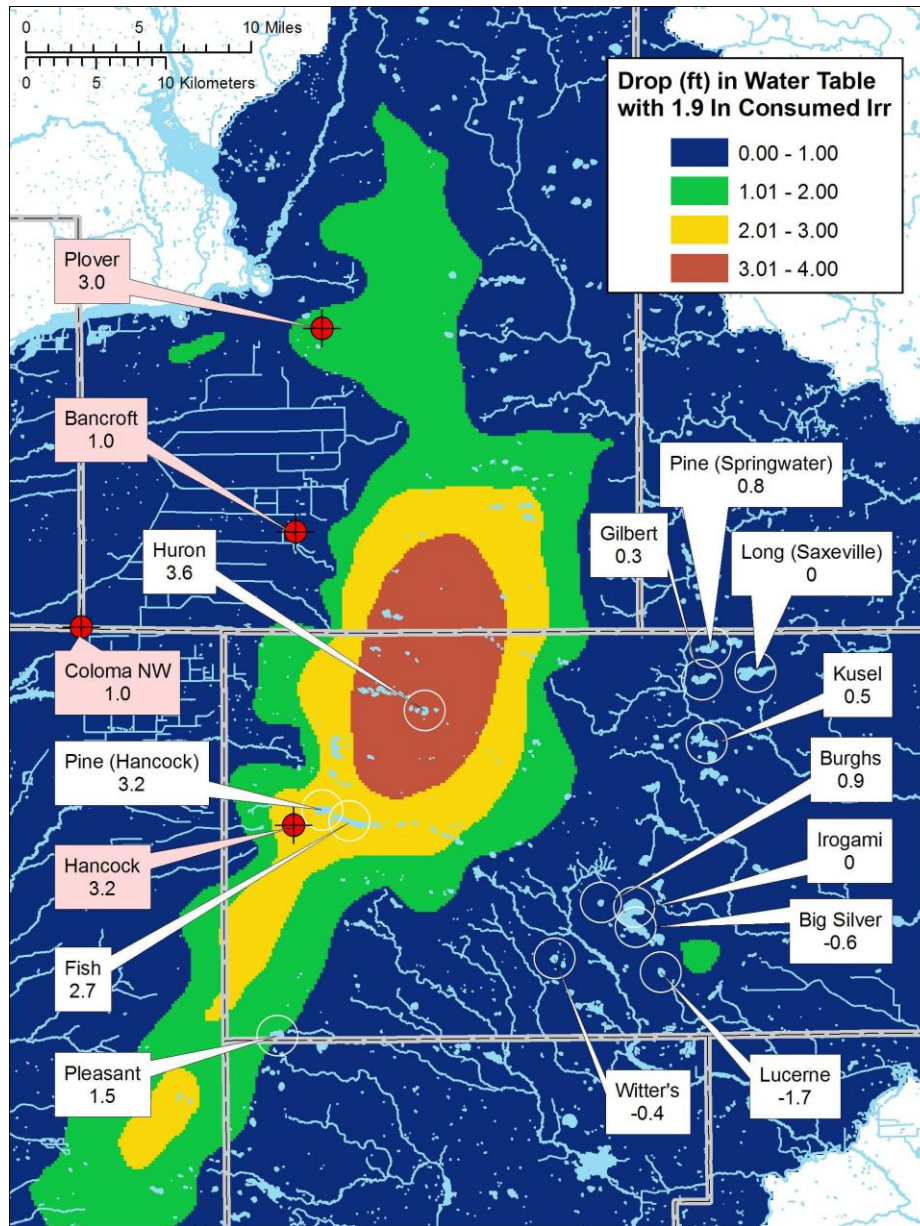 0 5 10 Miles
0 5 10 Kilometers
Drop (ft) in Water Table
with 1.9 In Consumed Irr
0.00 - 1.00
1.01 - 2.00
2.01 - 3.00
3.01 - 4.00
Plover
3.0
Bancroft
1.0
Huron
3.6
Pine (Springwater)
0.8
Gilbert
0.3
Long (Saxeville)
0
Coloma NW
1.0
Kusel
0.5
Pine (Hancock)
3.2
Burghs
0.9
Hancock
3.2
Irogami
0
Big Silver
-0.6
Fish
2.7
Pleasant
1.5
Witter's
-0.4
Lucerne
-1.7